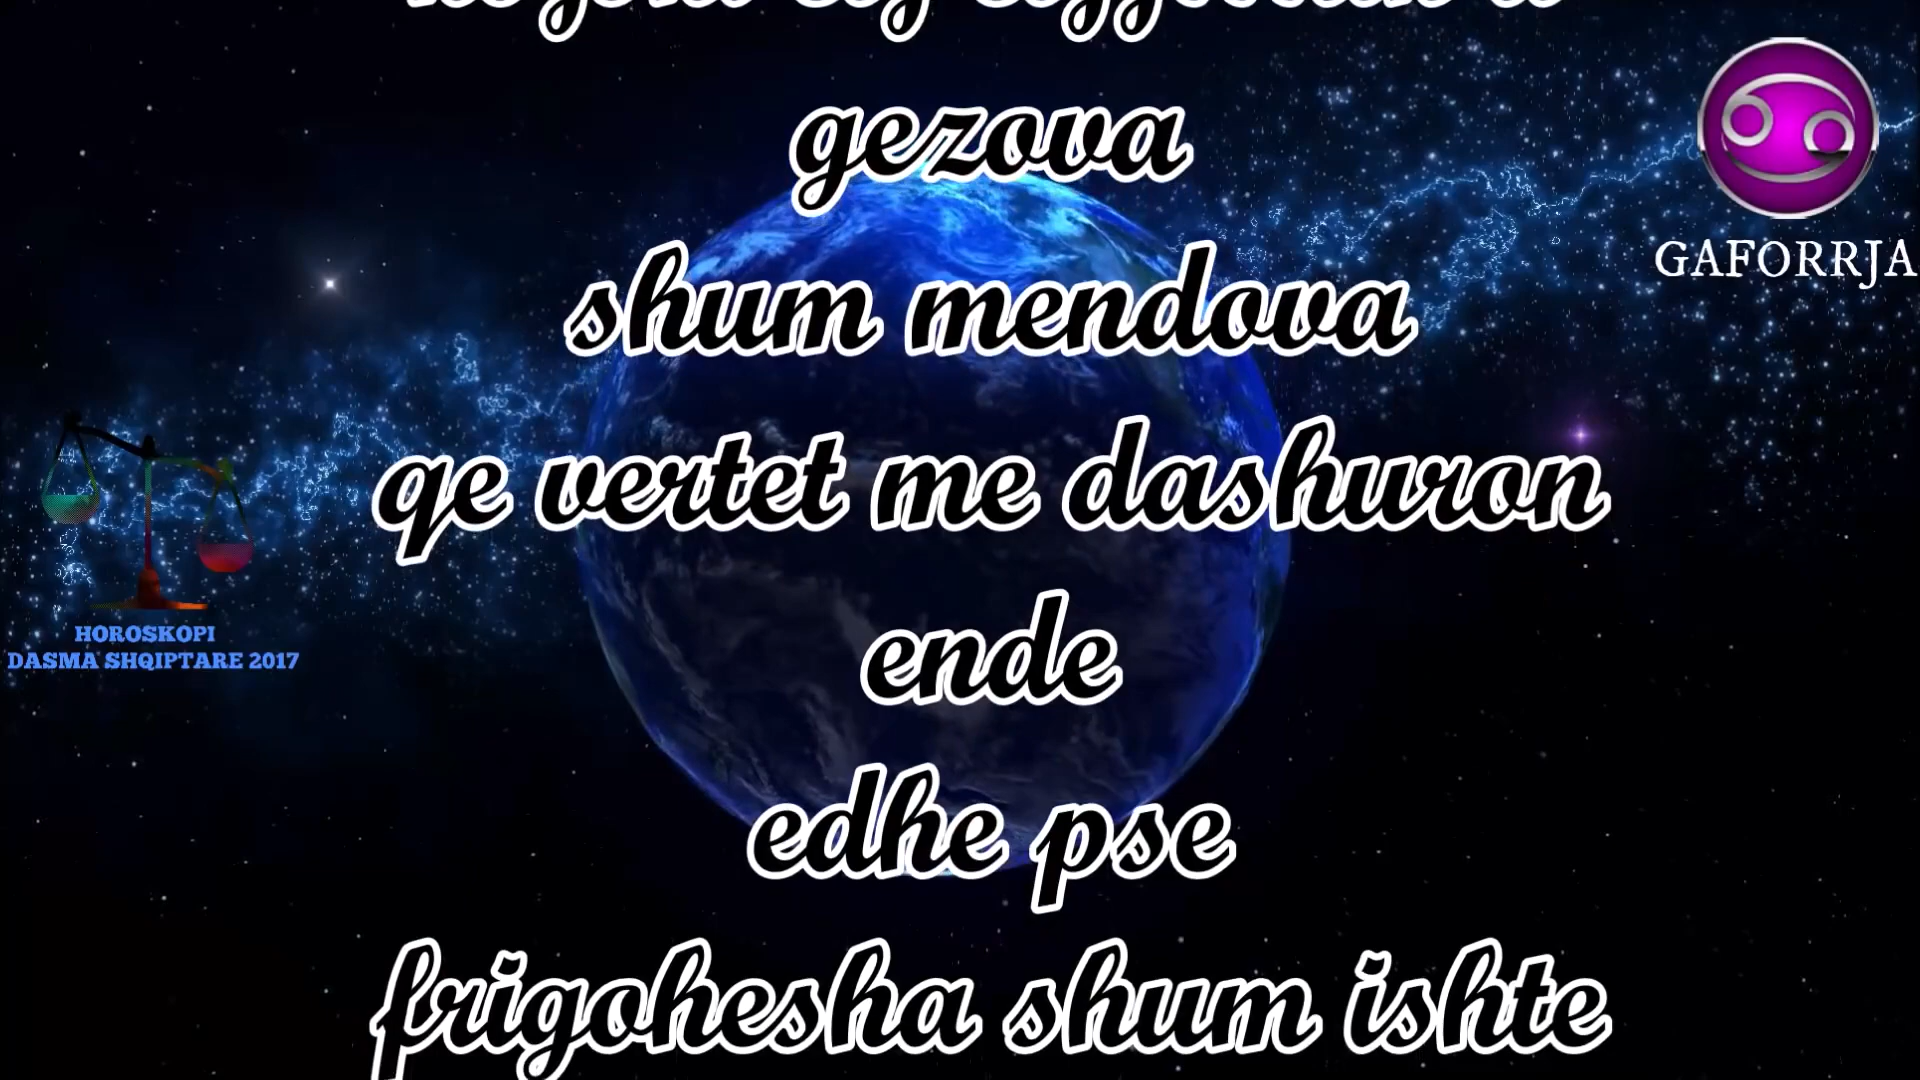 gezova
shum mendova
qe vertet me dashuron
ende
edhe pse
frigohesha shum ishte
GAFORRJA
HOROSKOPI
DASMA SHQIPTARE 2017